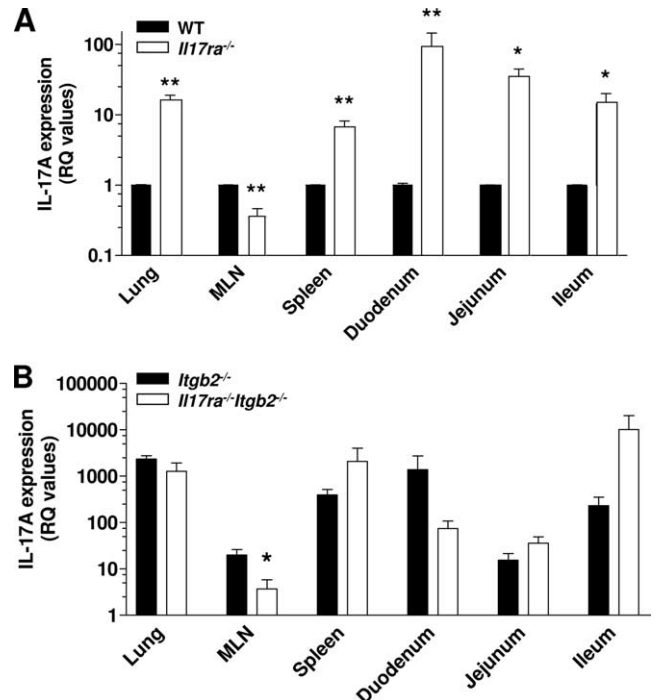 A
WT
Il17ra-/-
IL-17A expression
(RQ values)
100
10
1
0.1
**
**
**
**
*
*
Lung
MLN
Spleen
Duodenum
Jejunum
Ileum
B
Itgb2-/-
Il17ra-/-Itgb2-/-
IL-17A expression
(RQ values)
100000
10000
1000
100
10
1
*
Lung
MLN
Spleen
Duodenum
Jejunum
Ileum